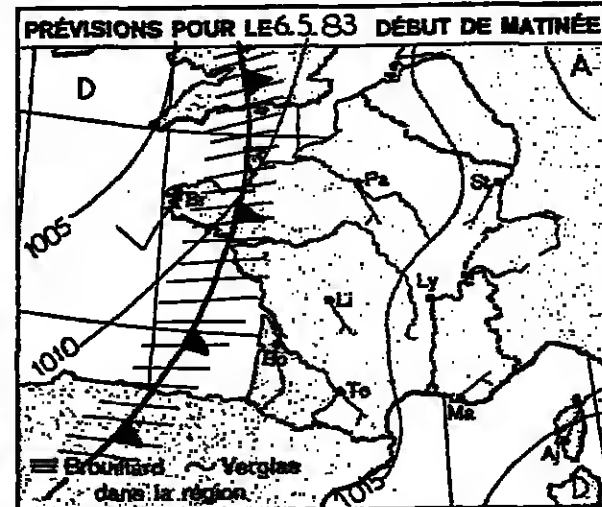 PRÉVISIONS POUR LE 6.5.83 DÉBUT DE MATINÉE
D
A
Pa
St
Br
1005
Li
Ly
1010
Bo
To
Ma
Aj
Brouillard
Verglas
dans la région
1015
D